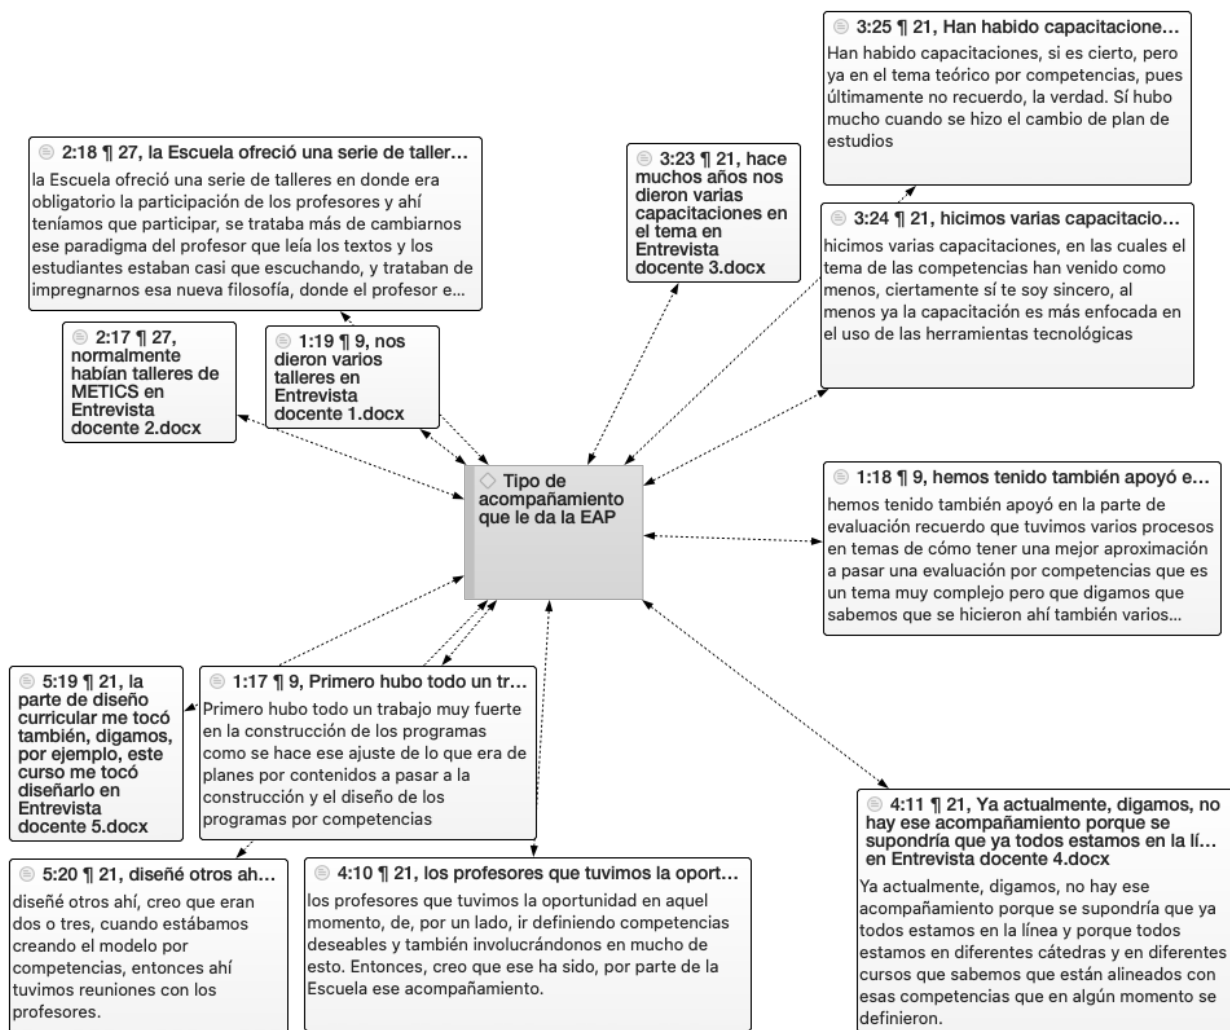 3:25 ¶ 21, Han habido capacitacione...
Han habido capacitaciones, si es cierto, pero
ya en el tema teórico por competencias, pues
últimamente no recuerdo, la verdad. Sí hubo
mucho cuando se hizo el cambio de plan de
estudios
2:18 ¶ 27, la Escuela ofreció una serie de taller...
la Escuela ofreció una serie de talleres en donde era
obligatorio la participación de los profesores y ahí
teníamos que participar, se trataba más de cambiarnos
ese paradigma del profesor que leía los textos y los
estudiantes estaban casi que escuchando, y trataban de
impregnarnos esa nueva filosofía, donde el profesor e...
3:23 ¶ 21, hace
muchos años nos
dieron varias
capacitaciones en
el tema en
Entrevista
docente 3.docx
3:24 ¶ 21, hicimos varias capacitacio...
hicimos varias capacitaciones, en las cuales el
tema de las competencias han venido como
menos, ciertamente sí te soy sincero, al
menos ya la capacitación es más enfocada en
el uso de las herramientas tecnológicas
2:17 ¶ 27,
normalmente
habían talleres de
METICS en
Entrevista
docente 2.docx
1:19 ¶ 9, nos
dieron varios
talleres en
Entrevista
docente 1.docx
Tipo de
acompañamiento
que le da la EAP
1:18 ¶ 9, hemos tenido también apoyó e...
hemos tenido también apoyó en la parte de
evaluación recuerdo que tuvimos varios procesos
en temas de cómo tener una mejor aproximación
a pasar una evaluación por competencias que es
un tema muy complejo pero que digamos que
sabemos que se hicieron ahí también varios...
5:19 ¶ 21, la
parte de diseño
curricular me tocó
también, digamos,
por ejemplo, este
curso me tocó
diseñarlo en
Entrevista
docente 5.docx
1:17 ¶ 9, Primero hubo todo un tr...
Primero hubo todo un trabajo muy fuerte
en la construcción de los programas
como se hace ese ajuste de lo que era de
planes por contenidos a pasar a la
construcción y el diseño de los
programas por competencias
5:20 ¶ 21, diseñé otros ah...
diseñé otros ahí, creo que eran
dos o tres, cuando estábamos
creando el modelo por
competencias, entonces ahí
tuvimos reuniones con los
profesores.
4:10 ¶ 21, los profesores que tuvimos la oport...
los profesores que tuvimos la oportunidad en aquel
momento, de, por un lado, ir definiendo competencias
deseables y también involucrándonos en mucho de
esto. Entonces, creo que ese ha sido, por parte de la
Escuela ese acompañamiento.
4:11 ¶ 21, Ya actualmente, digamos, no
hay ese acompañamiento porque se
supondría que ya todos estamos en la lí...
en Entrevista docente 4.docx
Ya actualmente, digamos, no hay ese
acompañamiento porque se supondría que ya
todos estamos en la línea y porque todos
estamos en diferentes cátedras y en diferentes
cursos que sabemos que están alineados con
esas competencias que en algún momento se
definieron.